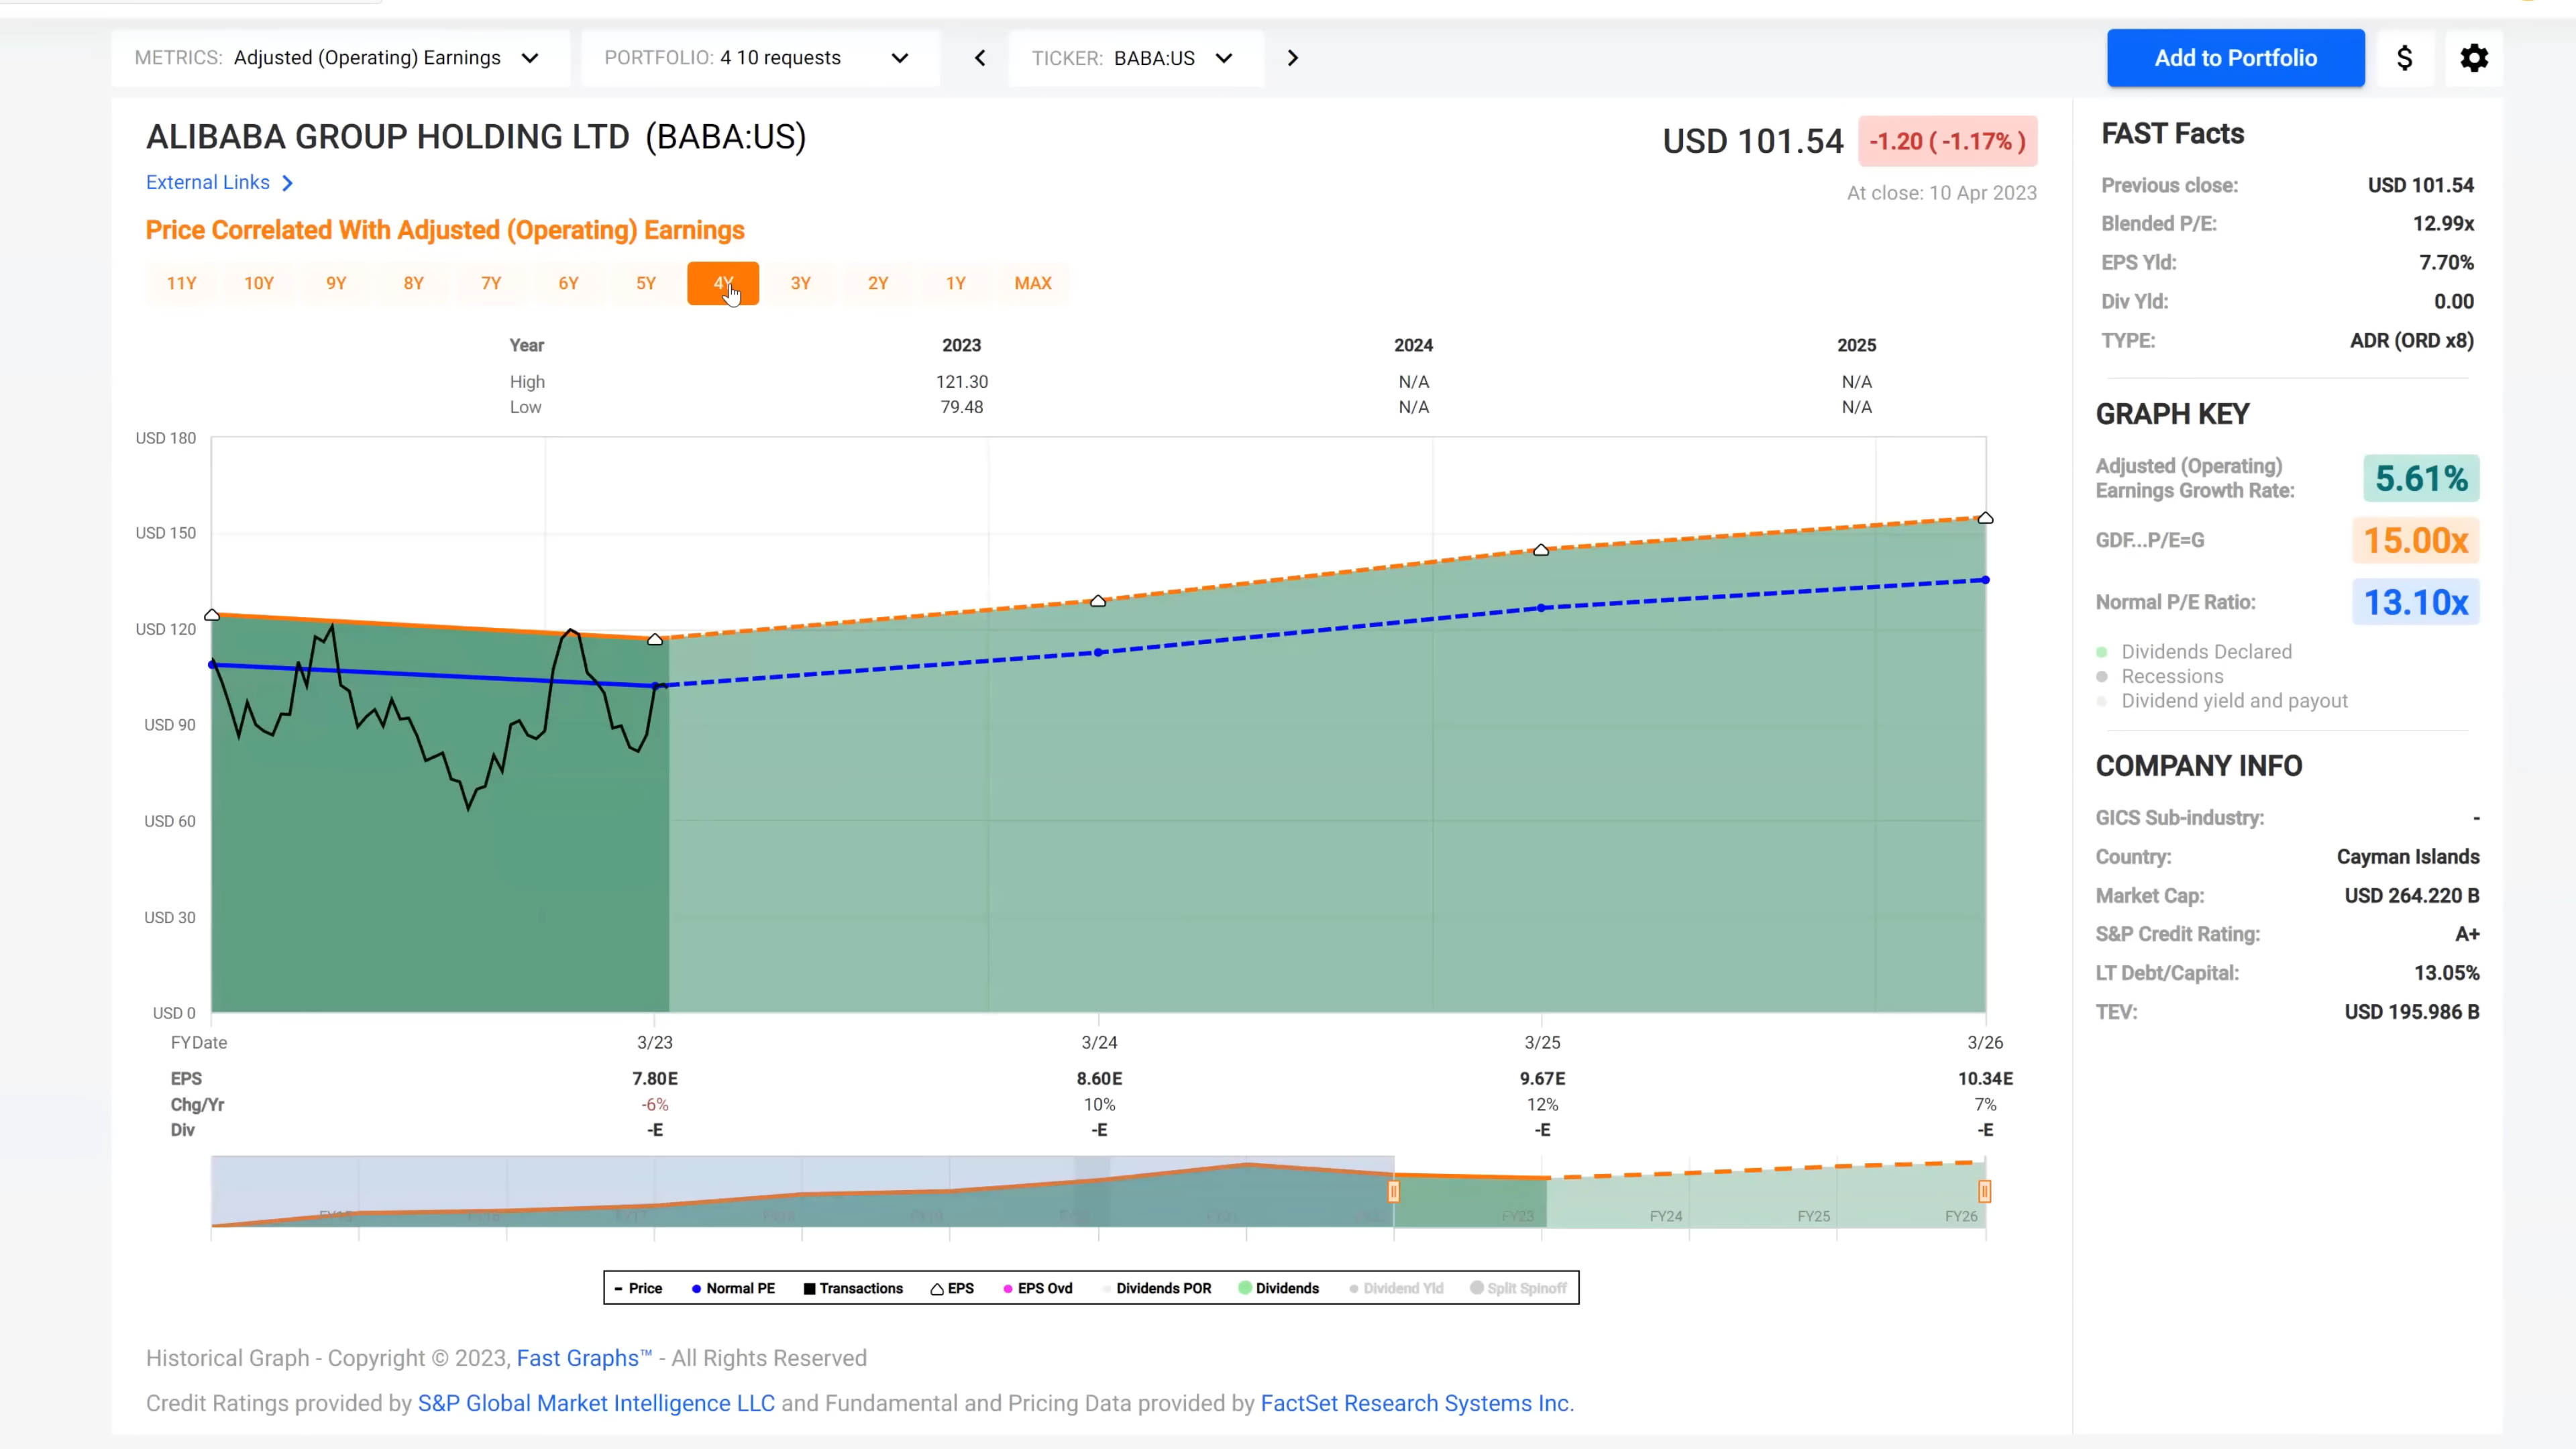 METRICS: Adjusted (Operating) Earnings
PORTFOLIO: 4 10 requests
TICKER: BABA:US
Add to Portfolio
$
ALIBABA GROUP HOLDING LTD (BABA:US)
USD 101.54 -1.20 ( -1.17% )
External Links
At close: 10 Apr 2023
Price Correlated With Adjusted (Operating) Earnings
11Y 10Y 9Y 8Y 7Y 6Y 5Y 4Y 3Y 2Y 1Y MAX
Year 2023 2024 2025
High 121.30 N/A N/A
Low 79.48 N/A N/A
USD 180
USD 150
USD 120
USD 90
USD 60
USD 30
USD 0
FYDate 3/23 3/24 3/25 3/26
EPS 7.80E 8.60E 9.67E 10.34E
Chg/Yr -6% 10% 12% 7%
Div -E -E -E -E
FY23 FY24 FY25 FY26
Price Normal PE Transactions EPS EPS Ovd Dividends POR Dividends Dividend Yld Split Spinoff
Historical Graph - Copyright © 2023, Fast Graphs™ - All Rights Reserved
Credit Ratings provided by S&P Global Market Intelligence LLC and Fundamental and Pricing Data provided by FactSet Research Systems Inc.
FAST Facts
Previous close: USD 101.54
Blended P/E: 12.99x
EPS Yld: 7.70%
Div Yld: 0.00
TYPE: ADR (ORD x8)
GRAPH KEY
Adjusted (Operating)
Earnings Growth Rate: 5.61%
GDF...P/E=G 15.00x
Normal P/E Ratio: 13.10x
Dividends Declared
Recessions
Dividend yield and payout
COMPANY INFO
GICS Sub-industry: -
Country: Cayman Islands
Market Cap: USD 264.220 B
S&P Credit Rating: A+
LT Debt/Capital: 13.05%
TEV: USD 195.986 B